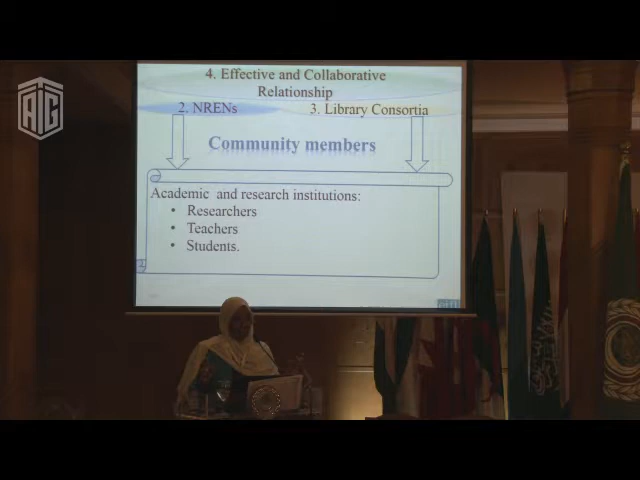 AIG
4. Effective and Collaborative
Relationship
2. NRENs
3. Library Consortia
Community members
Academic and research institutions:
• Researchers
• Teachers
• Students.